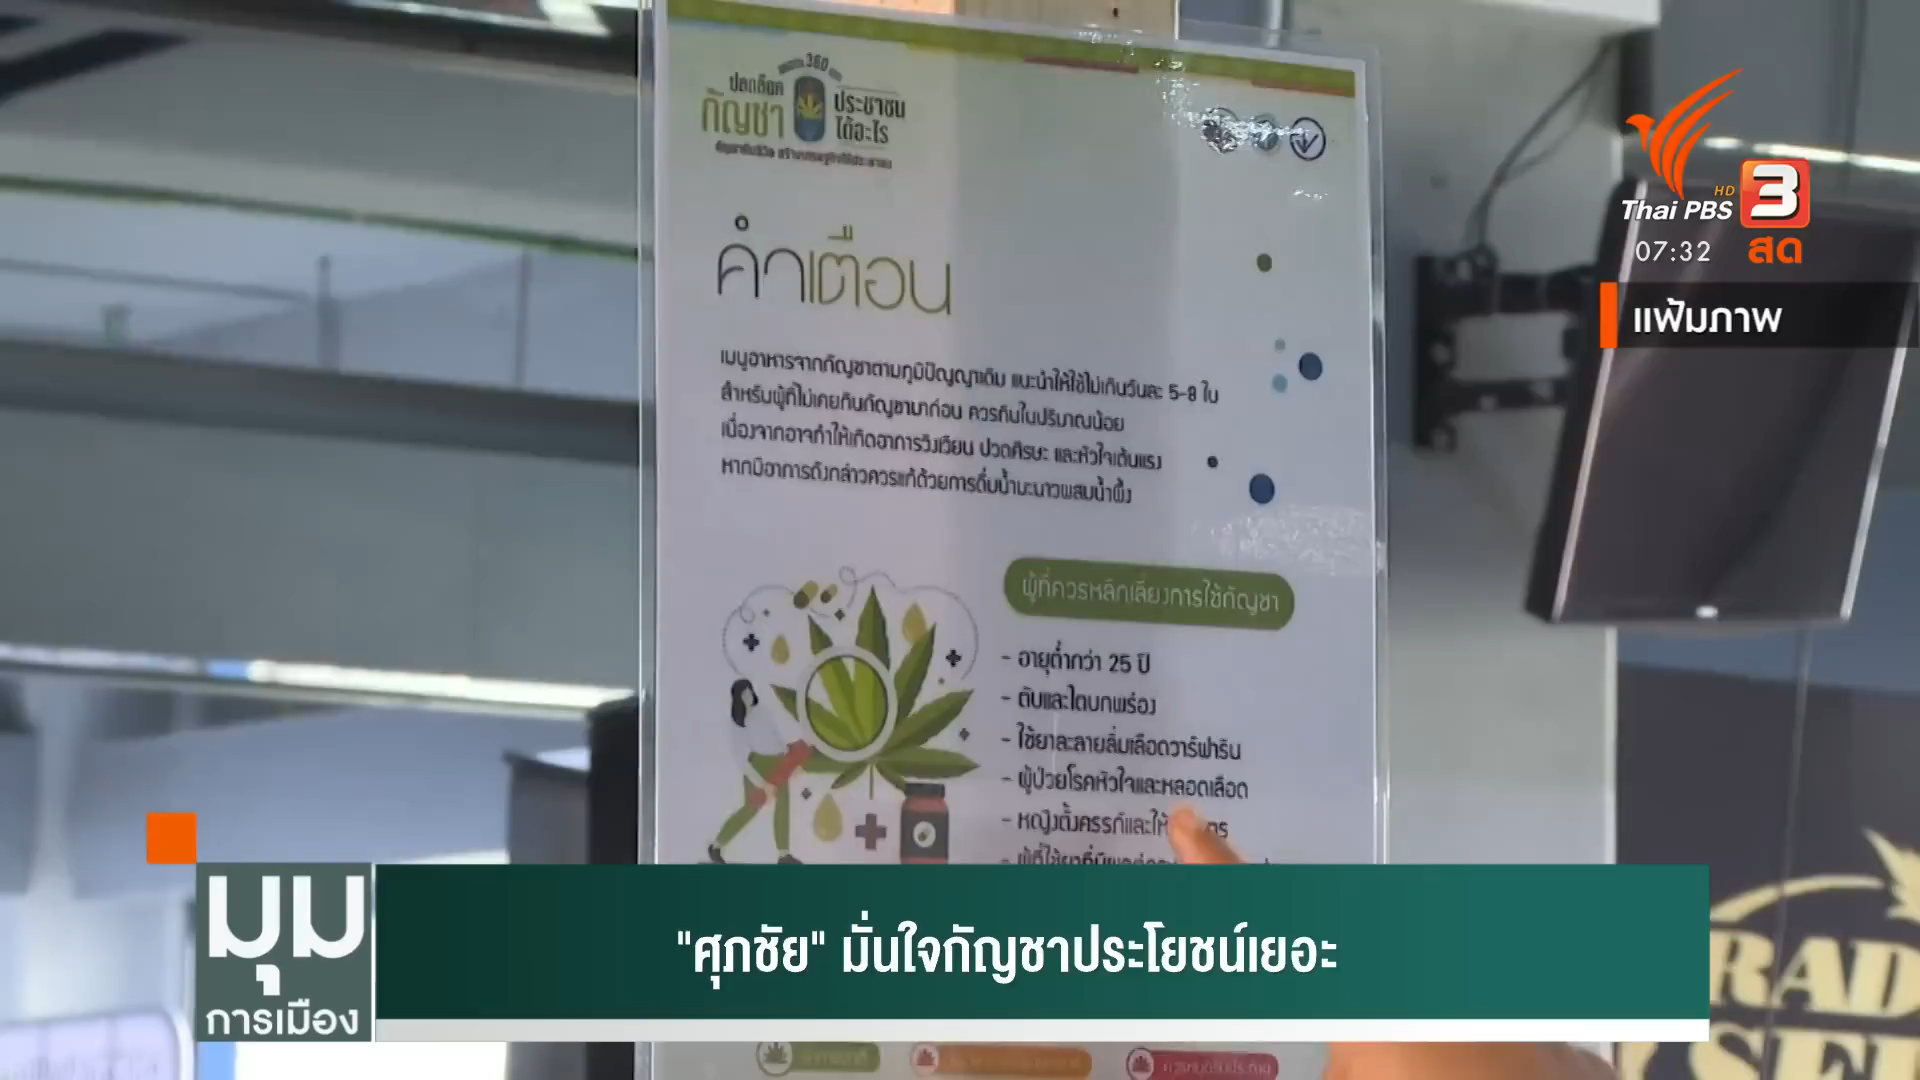 360
ปลดล็อค
กัญชา
ประชาชน
ได้อะไร
คำเตือน
เมนูอาหารจากกัญชาตามภูมิปัญญาเดิม แนะนำให้ใช้ไม่เกินวันละ 5-8 ใบ
สำหรับผู้ที่ไม่เคยกินกัญชามาก่อน ควรกินในปริมาณน้อย
เนื่องจากอาจทำให้เกิดอาการวิงเวียน ปวดศีรษะ และหัวใจเต้นแรง
หากมีอาการดังกล่าวควรแก้ด้วยการดื่มน้ำมะนาวผสมน้ำผึ้ง
ผู้ที่ควรหลีกเลี่ยงการใช้กัญชา
- อายุต่ำกว่า 25 ปี
- ตับและไตบกพร่อง
- ใช้ยาละลายลิ่มเลือดวาร์ฟาริน
- ผู้ป่วยโรคหัวใจและหลอดเลือด
- หญิงตั้งครรภ์และให้
HD
Thai PBS 3
07:32 สด
แฟ้มภาพ
มุม
การเมือง
"ศุภชัย" มั่นใจกัญชาประโยชน์เยอะ
RAD